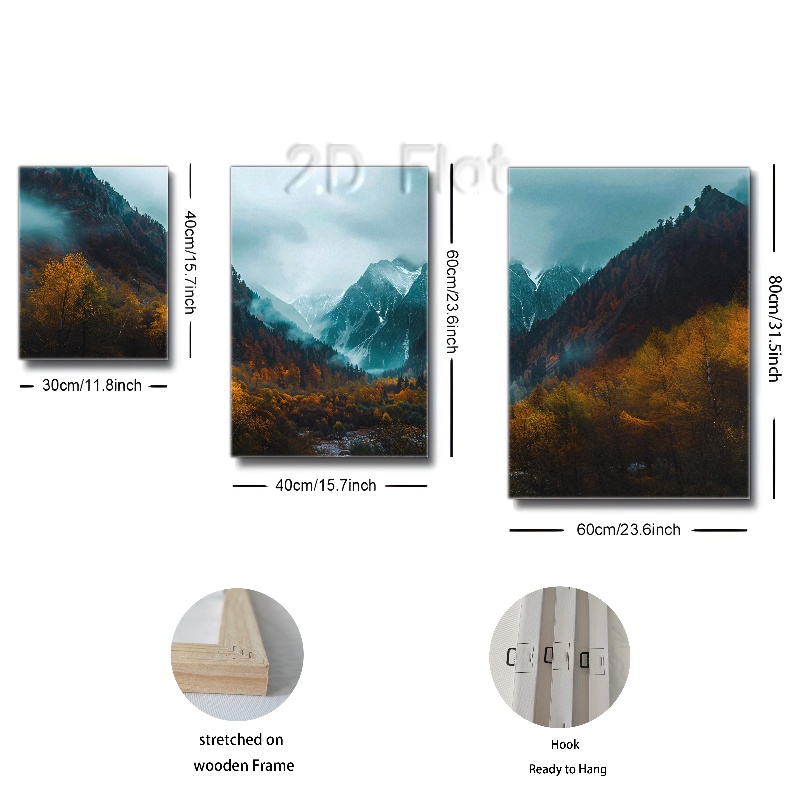 2D Flat
40cm/15.7inch
30cm/11.8inch
60cm/23.6inch
40cm/15.7inch
80cm/31.5inch
60cm/23.6inch
stretched on
wooden Frame
Hook
Ready to Hang